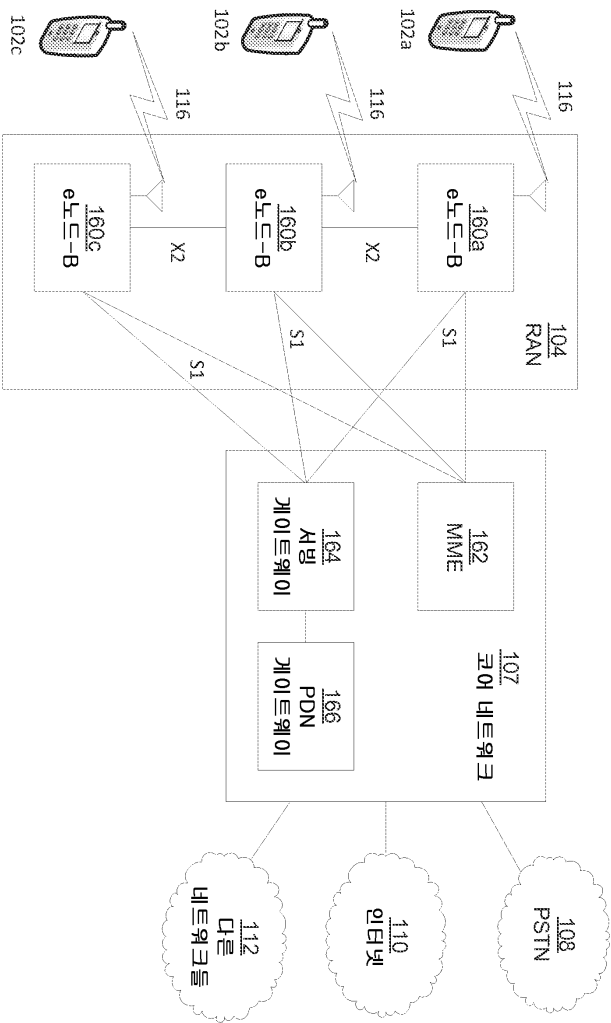 102a
102b
102c
116
116
116
104
RAN
160a
e노드-B
160b
e노드-B
160c
e노드-B
X2
X2
S1
S1
S1
107
코어 네트워크
162
MME
164
서빙
게이트웨이
166
PDN
게이트웨이
108
PSTN
110
인터넷
112
다른
네트워크들